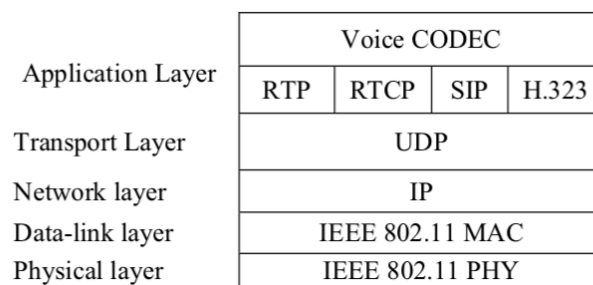 Voice CODEC
Application Layer
RTP RTCP SIP H.323
Transport Layer UDP
Network layer IP
Data-link layer IEEE 802.11 MAC
Physical layer IEEE 802.11 PHY